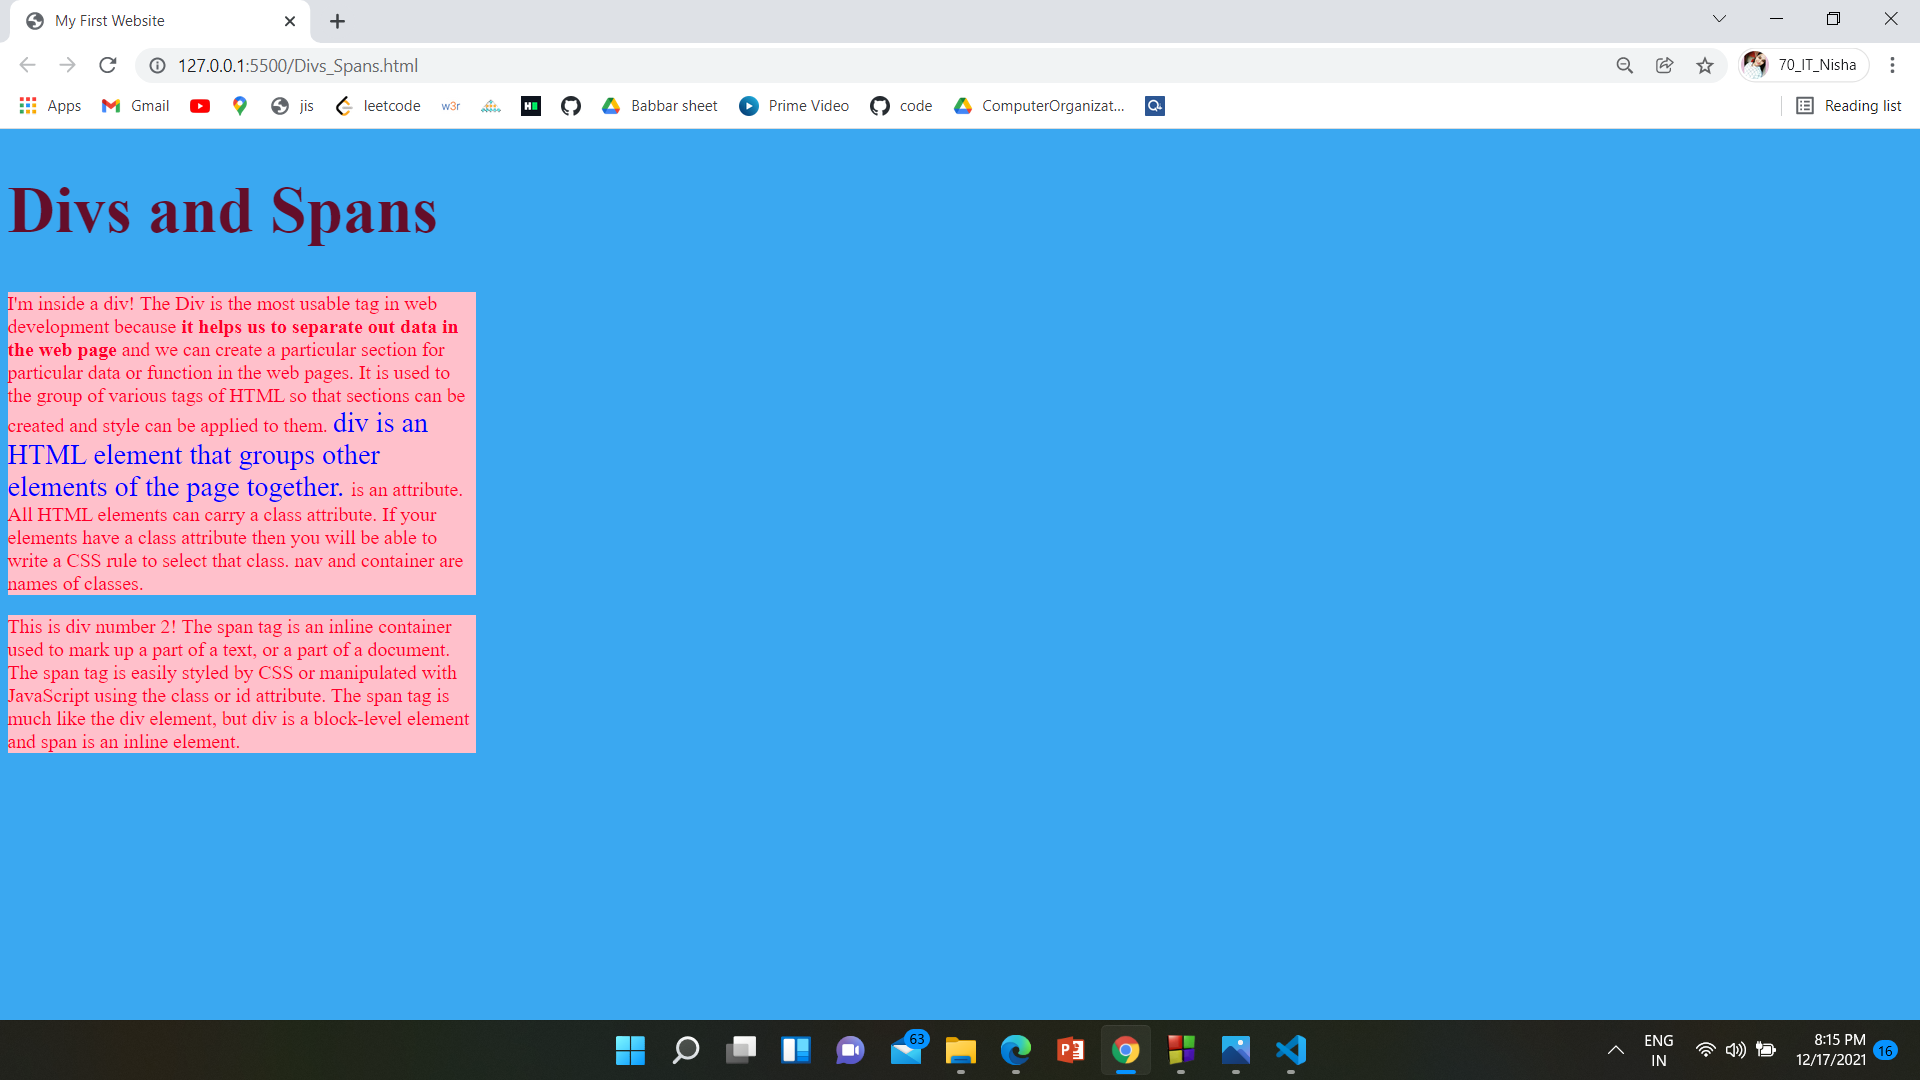 My First Website
127.0.0.1:5500/Divs_Spans.html
70_IT_Nisha
Apps
Gmail
jis
leetcode
w3r
Babbar sheet
Prime Video
code
ComputerOrganizat...
Reading list
Divs and Spans
I'm inside a div! The Div is the most usable tag in web
development because it helps us to separate out data in
the web page and we can create a particular section for
particular data or function in the web pages. It is used to
the group of various tags of HTML so that sections can be
created and style can be applied to them. div is an
HTML element that groups other
elements of the page together. is an attribute.
All HTML elements can carry a class attribute. If your
elements have a class attribute then you will be able to
write a CSS rule to select that class. nav and container are
names of classes.
This is div number 2! The span tag is an inline container
used to mark up a part of a text, or a part of a document.
The span tag is easily styled by CSS or manipulated with
JavaScript using the class or id attribute. The span tag is
much like the div element, but div is a block-level element
and span is an inline element.
63
ENG
IN
8:15 PM
12/17/2021
16